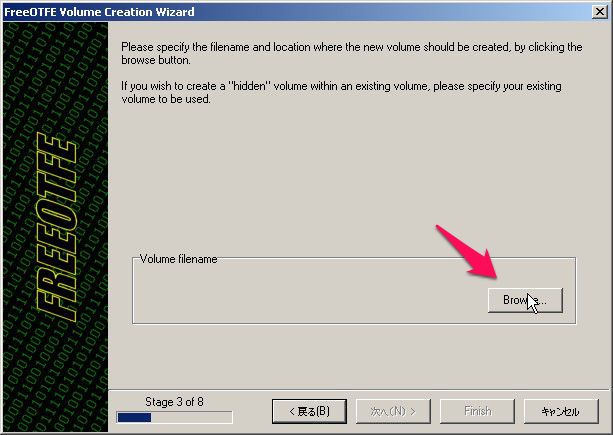 FreeOTFE Volume Creation Wizard
Please specify the filename and location where the new volume should be created, by clicking the
browse button.
If you wish to create a "hidden" volume within an existing volume, please specify your existing
volume to be used.
FREEOTFE
Volume filename
Browse...
Stage 3 of 8
< 戻る(B)
次へ(N) >
Finish
キャンセル